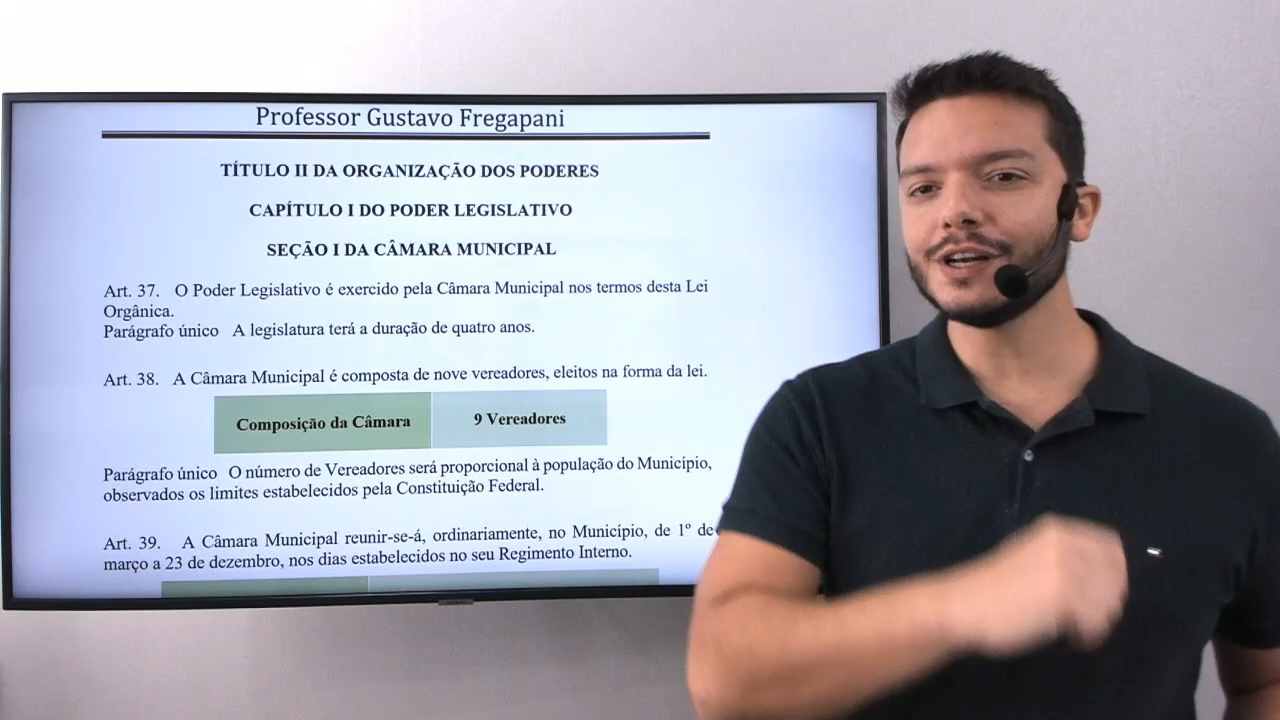 Professor Gustavo Fregapani
TÍTULO II DA ORGANIZAÇÃO DOS PODERES
CAPÍTULO I DO PODER LEGISLATIVO
SEÇÃO I DA CÂMARA MUNICIPAL
Art. 37. O Poder Legislativo é exercido pela Câmara Municipal nos termos desta Lei
Orgânica.
Parágrafo único A legislatura terá a duração de quatro anos.
Art. 38. A Câmara Municipal é composta de nove vereadores, eleitos na forma da lei.
Composição da Câmara 9 Vereadores
Parágrafo único O número de Vereadores será proporcional à população do Município,
observados os limites estabelecidos pela Constituição Federal.
Art. 39. A Câmara Municipal reunir-se-á, ordinariamente, no Município, de 1º de
março a 23 de dezembro, nos dias estabelecidos no seu Regimento Interno.